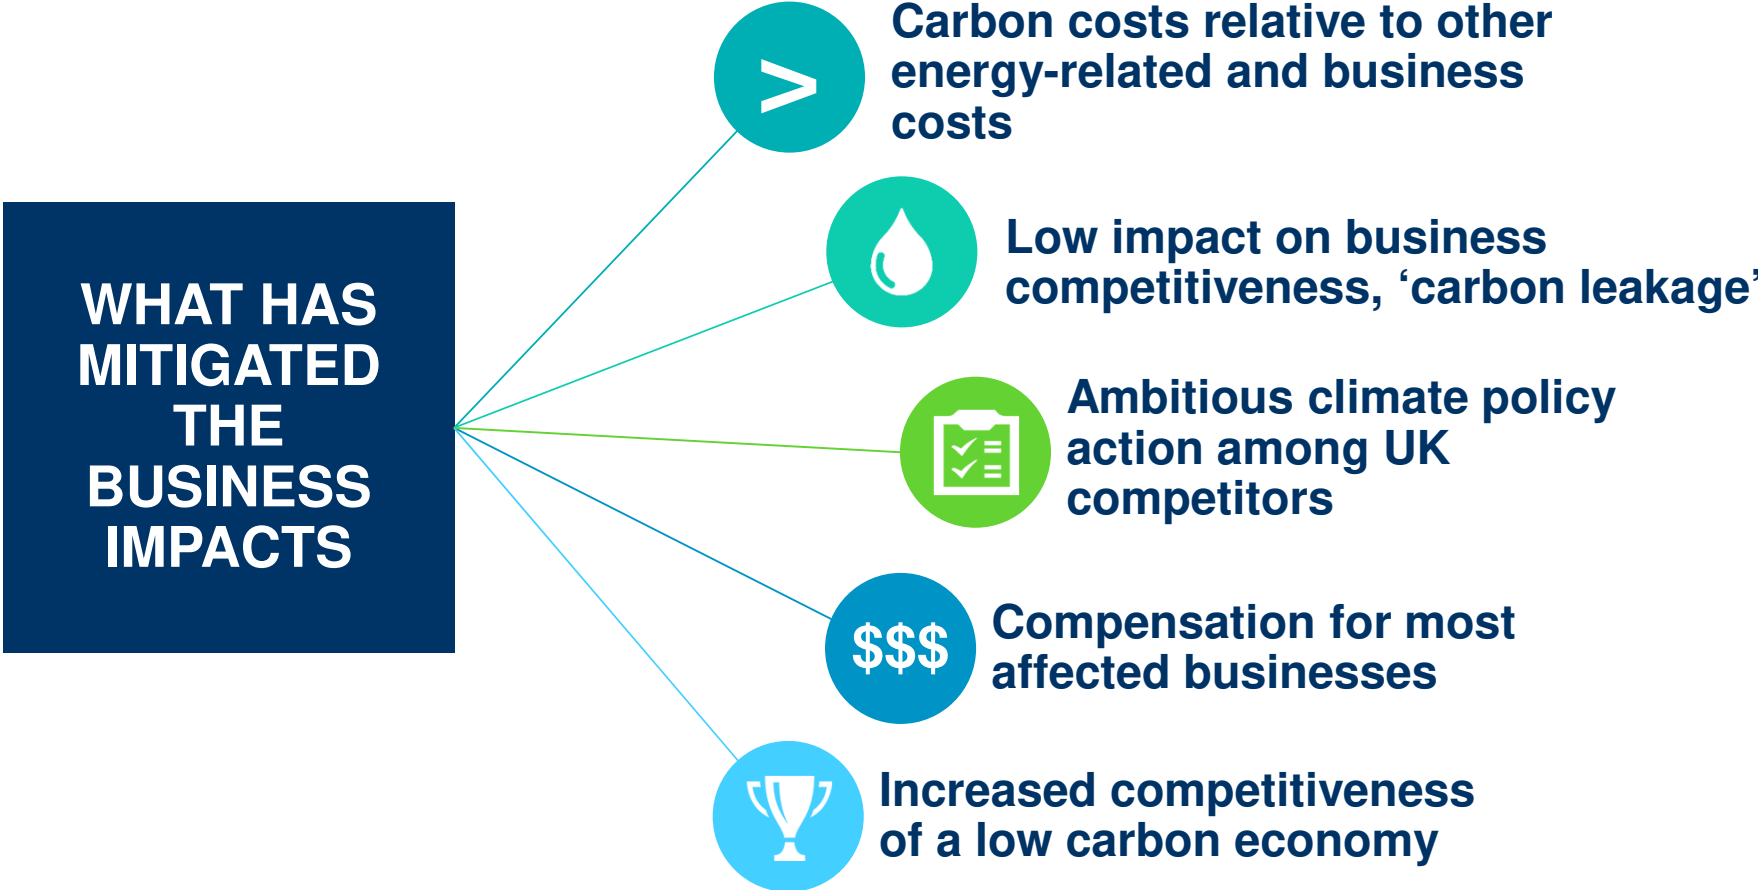 WHAT HAS
MITIGATED
THE
BUSINESS
IMPACTS
>
Carbon costs relative to other
energy-related and business
costs
Low impact on business
competitiveness, ‘carbon leakage’
Ambitious climate policy
action among UK
competitors
$$$
Compensation for most
affected businesses
Increased competitiveness
of a low carbon economy